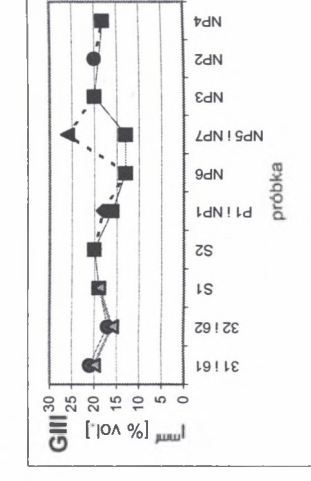 GIII
[% vol.]
30
25
20
15
10
5
0
31 i 61
32 i 62
S1
S2
P1 i NP1
NP6
NP5 i NP7
NP3
NP2
NP4
próbka